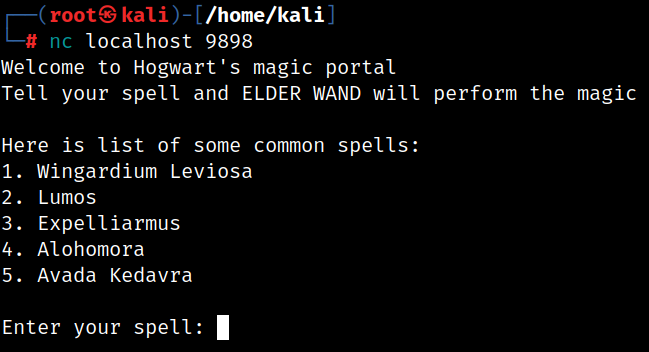 ┌──(root㉿kali)-[/home/kali]
└─# nc localhost 9898
Welcome to Hogwart's magic portal
Tell your spell and ELDER WAND will perform the magic
Here is list of some common spells:
1. Wingardium Leviosa
2. Lumos
3. Expelliarmus
4. Alohomora
5. Avada Kedavra
Enter your spell: